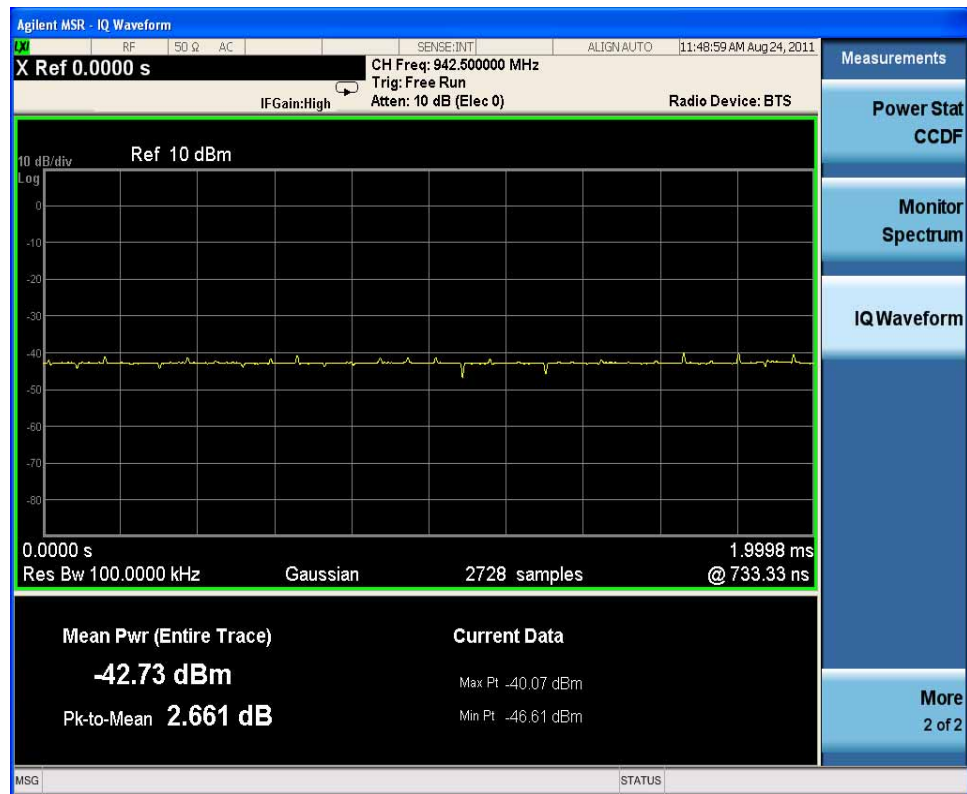 Agilent MSR - IQ Waveform
LXI RF 50 Ω AC SENSE:INT ALIGN AUTO 11:48:59 AM Aug 24, 2011
X Ref 0.0000 s
CH Freq: 942.500000 MHz
Trig: Free Run
IFGain:High Atten: 10 dB (Elec 0) Radio Device: BTS
Measurements
Power Stat
CCDF
Monitor
Spectrum
IQ Waveform
More
2 of 2
10 dB/div Ref 10 dBm
Log
0
-10
-20
-30
-40
-50
-60
-70
-80
0.0000 s 1.9998 ms
Res Bw 100.0000 kHz Gaussian 2728 samples @ 733.33 ns
Mean Pwr (Entire Trace)
-42.73 dBm
Pk-to-Mean 2.661 dB
Current Data
Max Pt -40.07 dBm
Min Pt -46.61 dBm
MSG STATUS